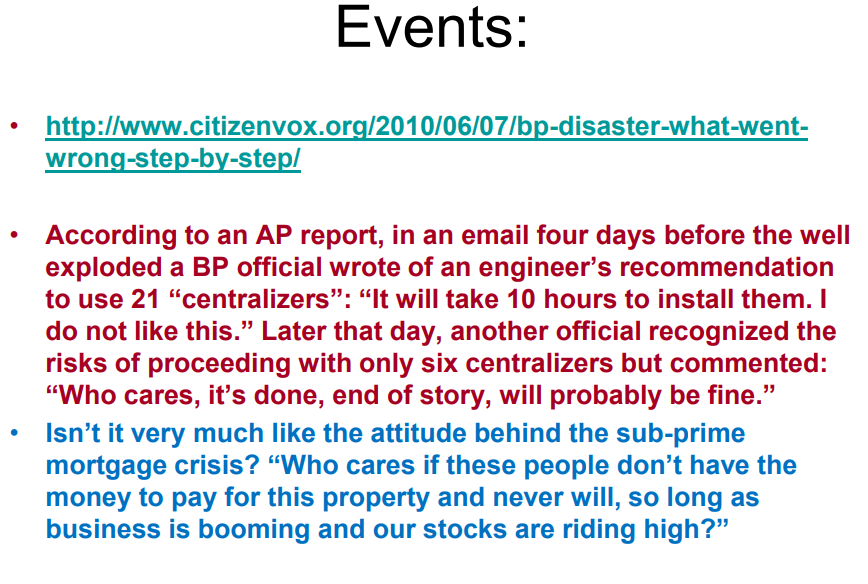 Events:
• http://www.citizenvox.org/2010/06/07/bp-disaster-what-went-
wrong-step-by-step/
• According to an AP report, in an email four days before the well
exploded a BP official wrote of an engineer’s recommendation
to use 21 “centralizers”: “It will take 10 hours to install them. I
do not like this.” Later that day, another official recognized the
risks of proceeding with only six centralizers but commented:
“Who cares, it’s done, end of story, will probably be fine.”
• Isn’t it very much like the attitude behind the sub-prime
mortgage crisis? “Who cares if these people don’t have the
money to pay for this property and never will, so long as
business is booming and our stocks are riding high?”